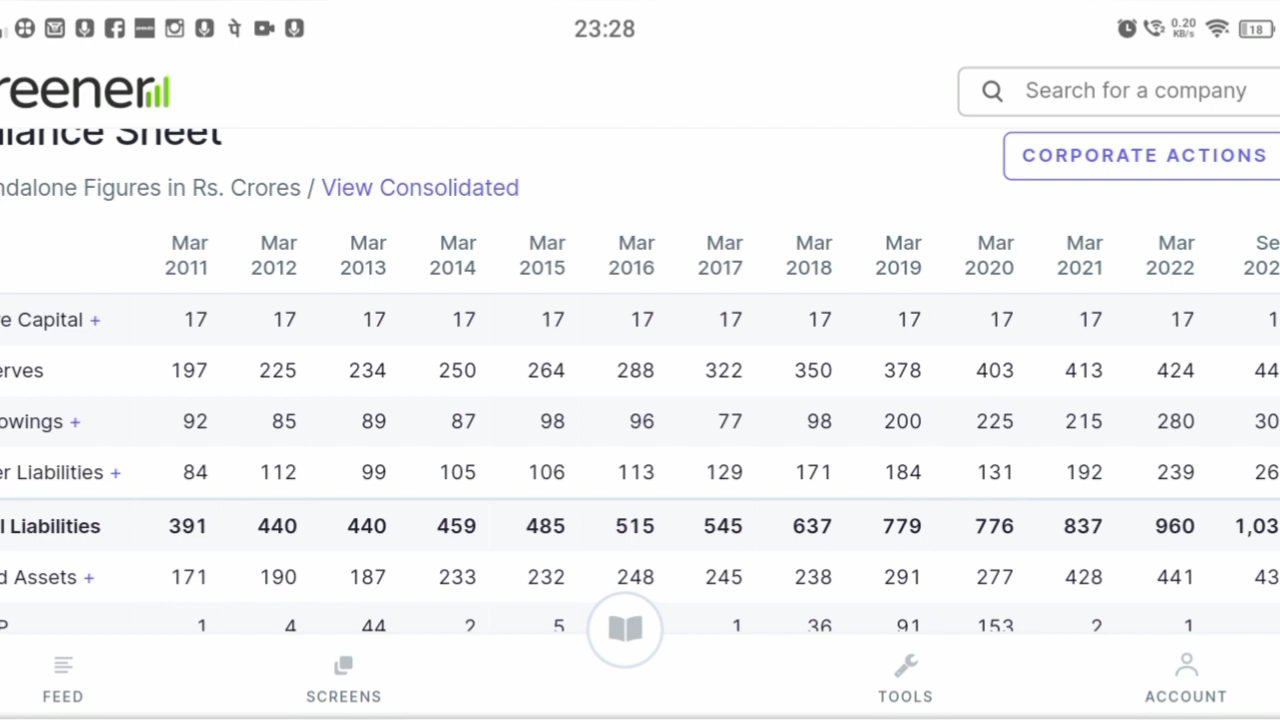 23:28
0.20
KB/s
18
reener
Search for a company
lance Sheet
CORPORATE ACTIONS
ndalone Figures in Rs. Crores / View Consolidated
Mar 2011 Mar 2012 Mar 2013 Mar 2014 Mar 2015 Mar 2016 Mar 2017 Mar 2018 Mar 2019 Mar 2020 Mar 2021 Mar 2022 Se 202
e Capital + 17 17 17 17 17 17 17 17 17 17 17 17 1
erves 197 225 234 250 264 288 322 350 378 403 413 424 44
owings + 92 85 89 87 98 96 77 98 200 225 215 280 30
er Liabilities + 84 112 99 105 106 113 129 171 184 131 192 239 26
l Liabilities 391 440 440 459 485 515 545 637 779 776 837 960 1,03
d Assets + 171 190 187 233 232 248 245 238 291 277 428 441 43
P 1 4 44 2 5 1 36 91 153 2 1
FEED SCREENS TOOLS ACCOUNT